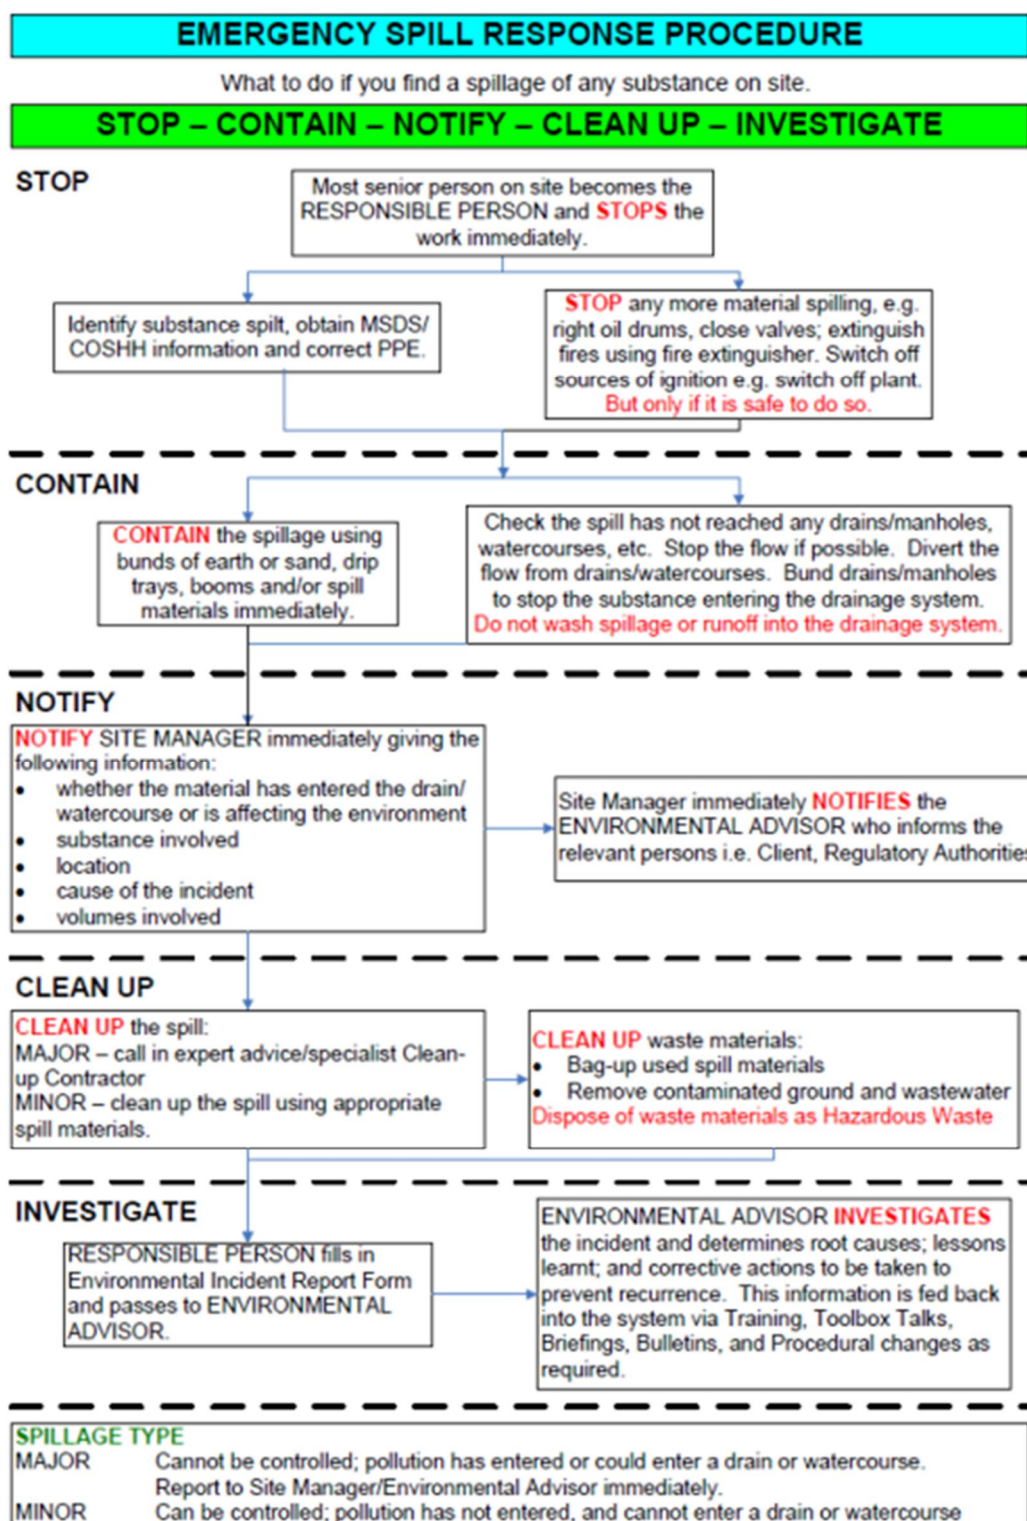 EMERGENCY SPILL RESPONSE PROCEDURE
What to do if you find a spillage of any substance on site.
STOP – CONTAIN – NOTIFY – CLEAN UP – INVESTIGATE
STOP
Most senior person on site becomes the
RESPONSIBLE PERSON and STOPS the
work immediately.
Identify substance spilt, obtain MSDS/
COSHH information and correct PPE.
STOP any more material spilling, e.g.
right oil drums, close valves; extinguish
fires using fire extinguisher. Switch off
sources of ignition e.g. switch off plant.
But only if it is safe to do so.
CONTAIN
CONTAIN the spillage using
bunds of earth or sand, drip
trays, booms and/or spill
materials immediately.
Check the spill has not reached any drains/manholes,
watercourses, etc. Stop the flow if possible. Divert the
flow from drains/watercourses. Bund drains/manholes
to stop the substance entering the drainage system.
Do not wash spillage or runoff into the drainage system.
NOTIFY
NOTIFY SITE MANAGER immediately giving the
following information:
• whether the material has entered the drain/
watercourse or is affecting the environment
• substance involved
• location
• cause of the incident
• volumes involved
Site Manager immediately NOTIFIES the
ENVIRONMENTAL ADVISOR who informs the
relevant persons i.e. Client, Regulatory Authorities
CLEAN UP
CLEAN UP the spill:
MAJOR – call in expert advice/specialist Clean-
up Contractor
MINOR – clean up the spill using appropriate
spill materials.
CLEAN UP waste materials:
• Bag-up used spill materials
• Remove contaminated ground and wastewater
Dispose of waste materials as Hazardous Waste
INVESTIGATE
RESPONSIBLE PERSON fills in
Environmental Incident Report Form
and passes to ENVIRONMENTAL
ADVISOR.
ENVIRONMENTAL ADVISOR INVESTIGATES
the incident and determines root causes; lessons
learnt; and corrective actions to be taken to
prevent recurrence. This information is fed back
into the system via Training, Toolbox Talks,
Briefings, Bulletins, and Procedural changes as
required.
SPILLAGE TYPE
MAJOR Cannot be controlled; pollution has entered or could enter a drain or watercourse.
Report to Site Manager/Environmental Advisor immediately.
MINOR Can be controlled; pollution has not entered, and cannot enter a drain or watercourse